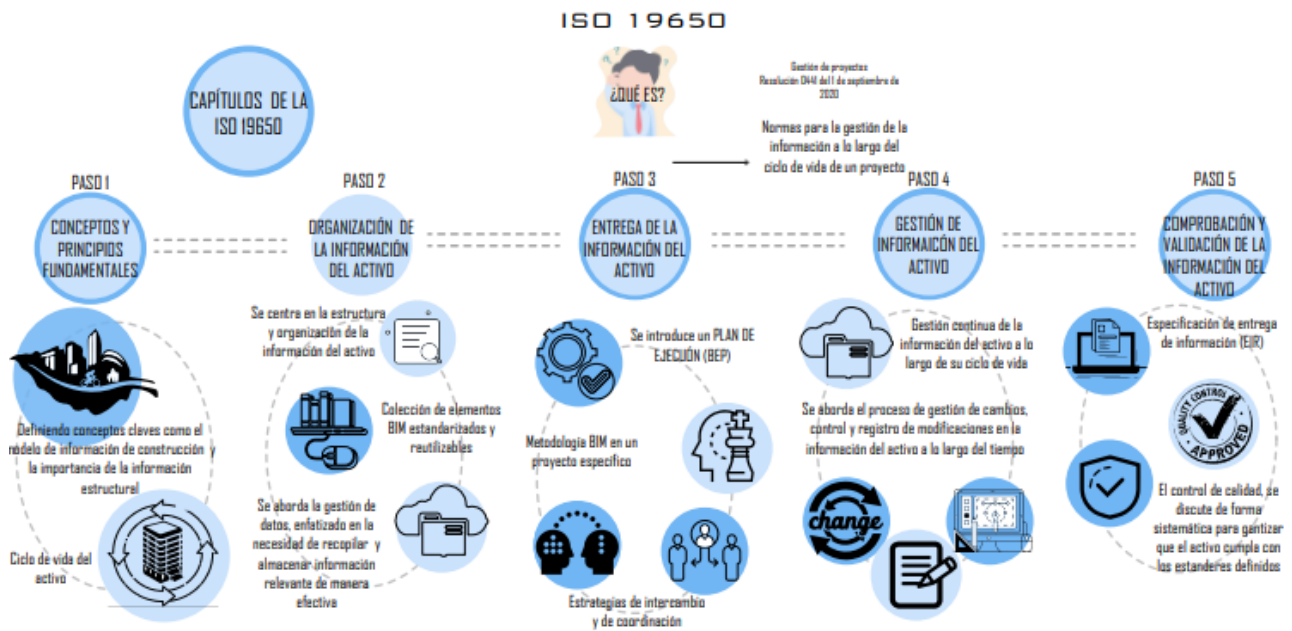 ISO 19650
¿QUÉ ES?
Gestión de proyectos
Resolución 0441 del 1 de septiembre de
2020
Normas para la gestión de la
información a lo largo del
ciclo de vida de un proyecto
CAPÍTULOS DE LA
ISO 19650
PASO 1
CONCEPTOS Y
PRINCIPIOS
FUNDAMENTALES
Definiendo conceptos claves como el
modelo de información de construcción y
la importancia de la información
estructural
Ciclo de vida del
activo
PASO 2
ORGANIZACIÓN DE
LA INFORMACIÓN
DEL ACTIVO
Se centra en la estructura
y organización de la
información del activo
Colección de elementos
BIM estandarizados y
reutilizables
Se aborda la gestión de
datos, enfatizado en la
necesidad de recopilar y
almacenar información
relevante de manera
efectiva
PASO 3
ENTREGA DE LA
INFORMACIÓN DEL
ACTIVO
Se introduce un PLAN DE
EJECUCIÓN (BEP)
Metodología BIM en un
proyecto específico
Estrategias de intercambio
y de coordinación
PASO 4
GESTIÓN DE
INFORMAICÓN DEL
ACTIVO
Gestión continua de la
información del activo a lo
largo de su ciclo de vida
Se aborda el proceso de gestión de cambios,
control y registro de modificaciones en la
información del activo a lo largo del tiempo
change
PASO 5
COMPROBACIÓN Y
VALIDACIÓN DE LA
INFORMACIÓN DEL
ACTIVO
Especificación de entrega
de información (EIR)
QUALITY CONTROL
APPROVED
El control de calidad, se
discute de forma
sistemática para gantizar
que el activo cumpla con
los estanderes definidos